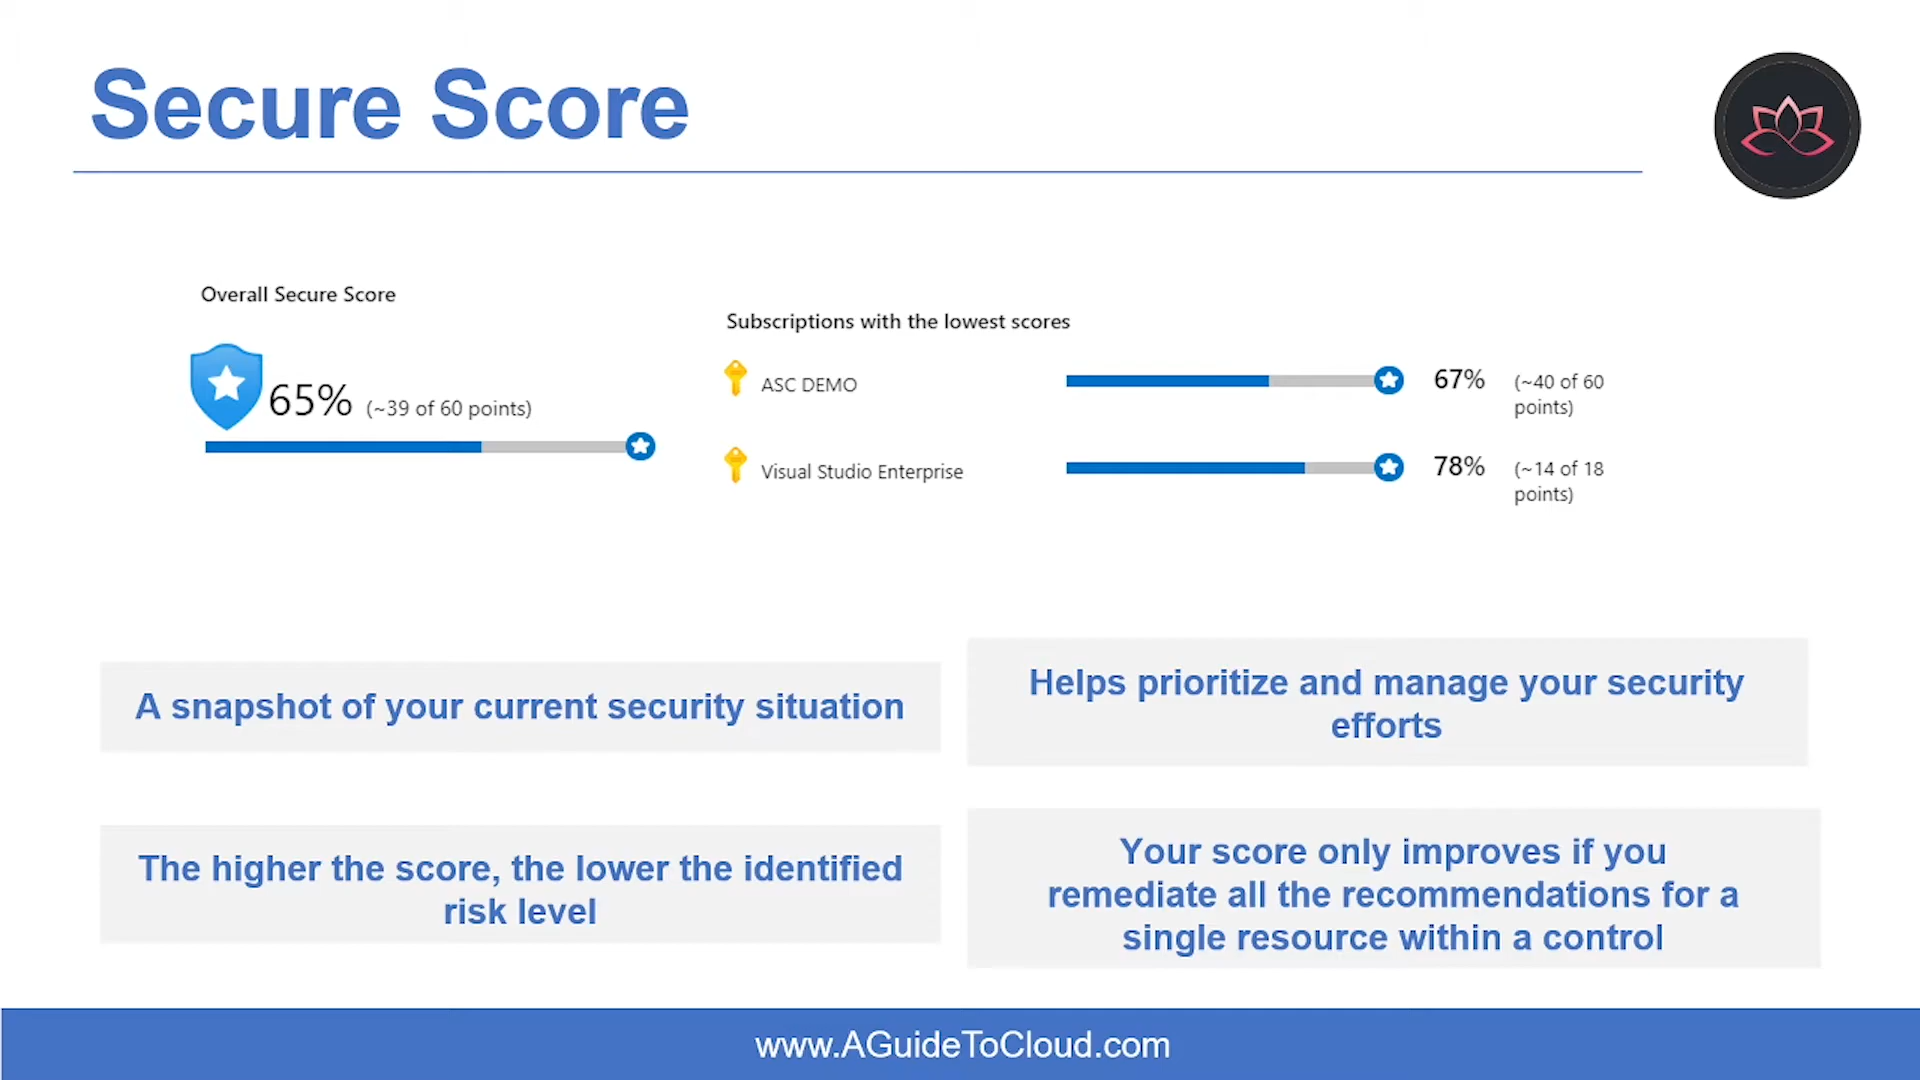 Secure Score
Overall Secure Score
65% (~39 of 60 points)
Subscriptions with the lowest scores
ASC DEMO 67% (~40 of 60
points)
Visual Studio Enterprise 78% (~14 of 18
points)
A snapshot of your current security situation
Helps prioritize and manage your security
efforts
The higher the score, the lower the identified
risk level
Your score only improves if you
remediate all the recommendations for a
single resource within a control
www.AGuideToCloud.com